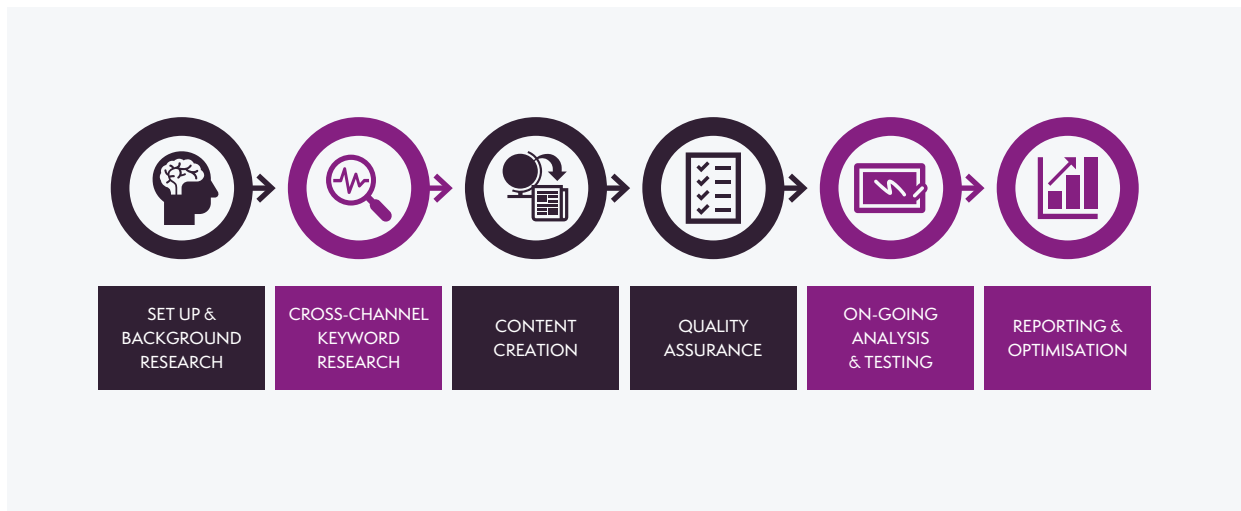 SET UP &
BACKGROUND
RESEARCH
CROSS-CHANNEL
KEYWORD
RESEARCH
CONTENT
CREATION
QUALITY
ASSURANCE
ON-GOING
ANALYSIS
& TESTING
REPORTING &
OPTIMISATION